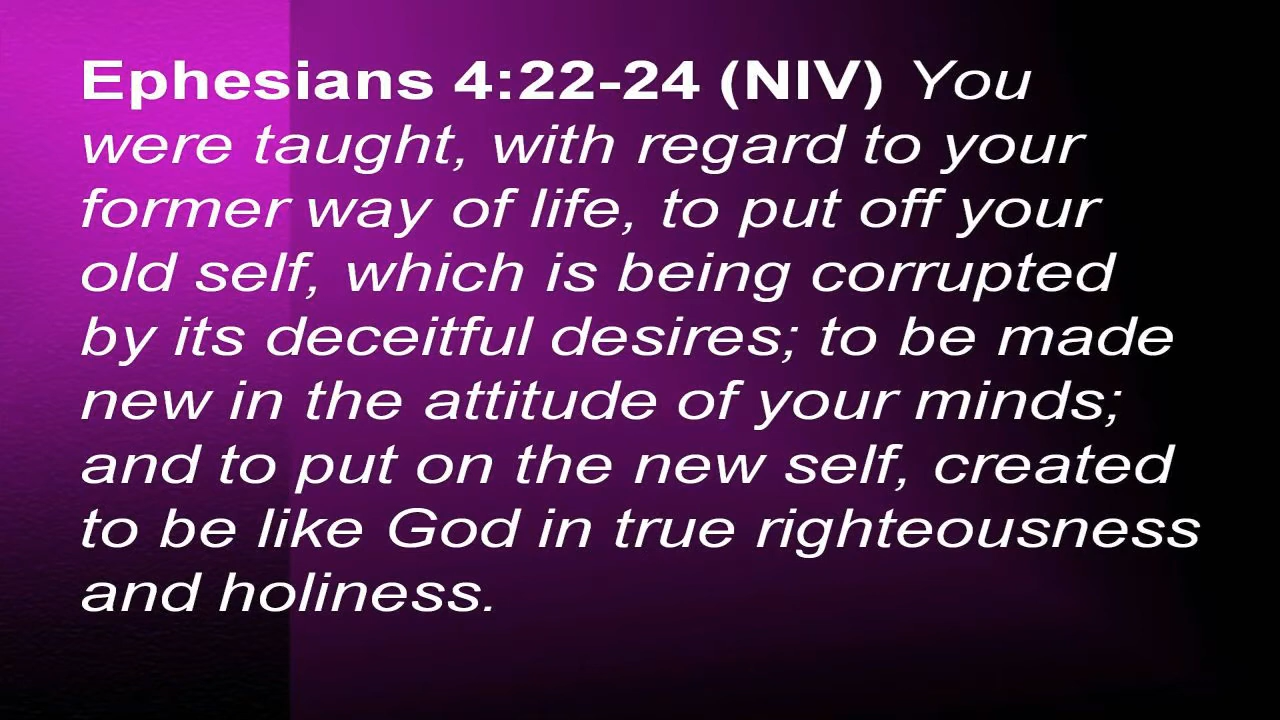 Ephesians 4:22-24 (NIV) You
were taught, with regard to your
former way of life, to put off your
old self, which is being corrupted
by its deceitful desires; to be made
new in the attitude of your minds;
and to put on the new self, created
to be like God in true righteousness
and holiness.